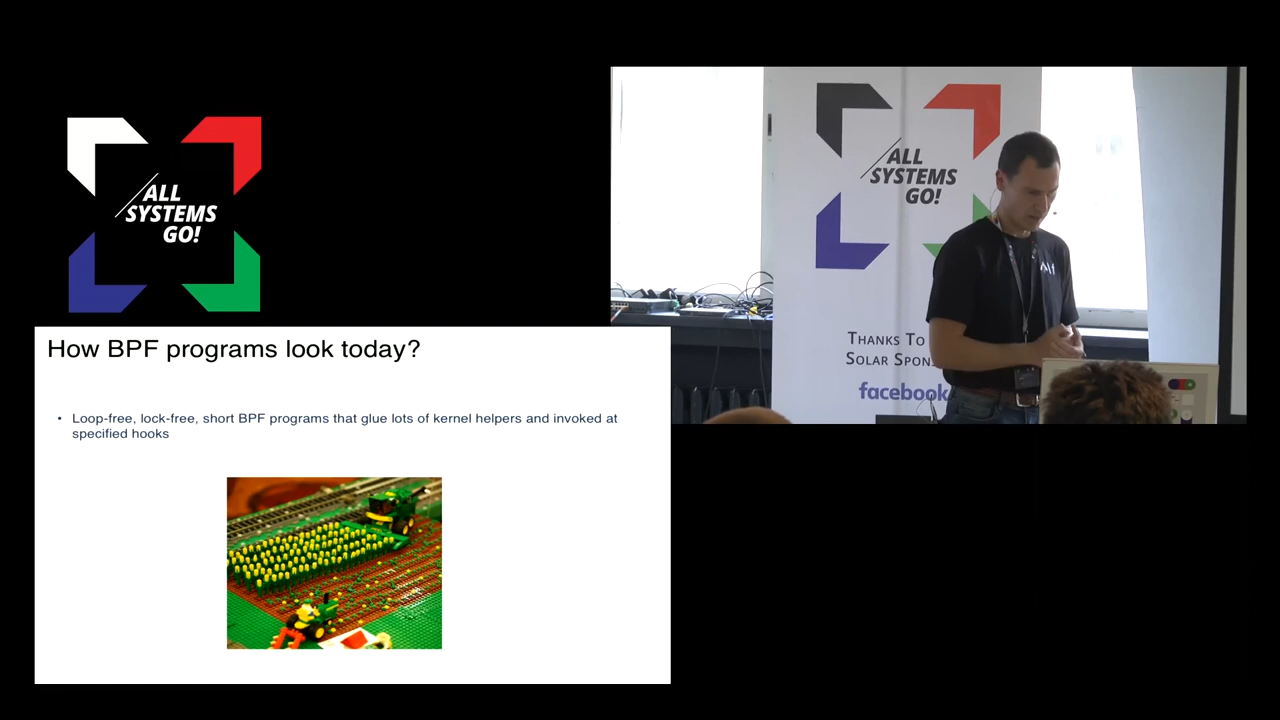 ALL
SYSTEMS
GO!
ALL
SYSTEMS
GO!
THANKS TO
SOLAR SPON
facebook
How BPF programs look today?
• Loop-free, lock-free, short BPF programs that glue lots of kernel helpers and invoked at
specified hooks